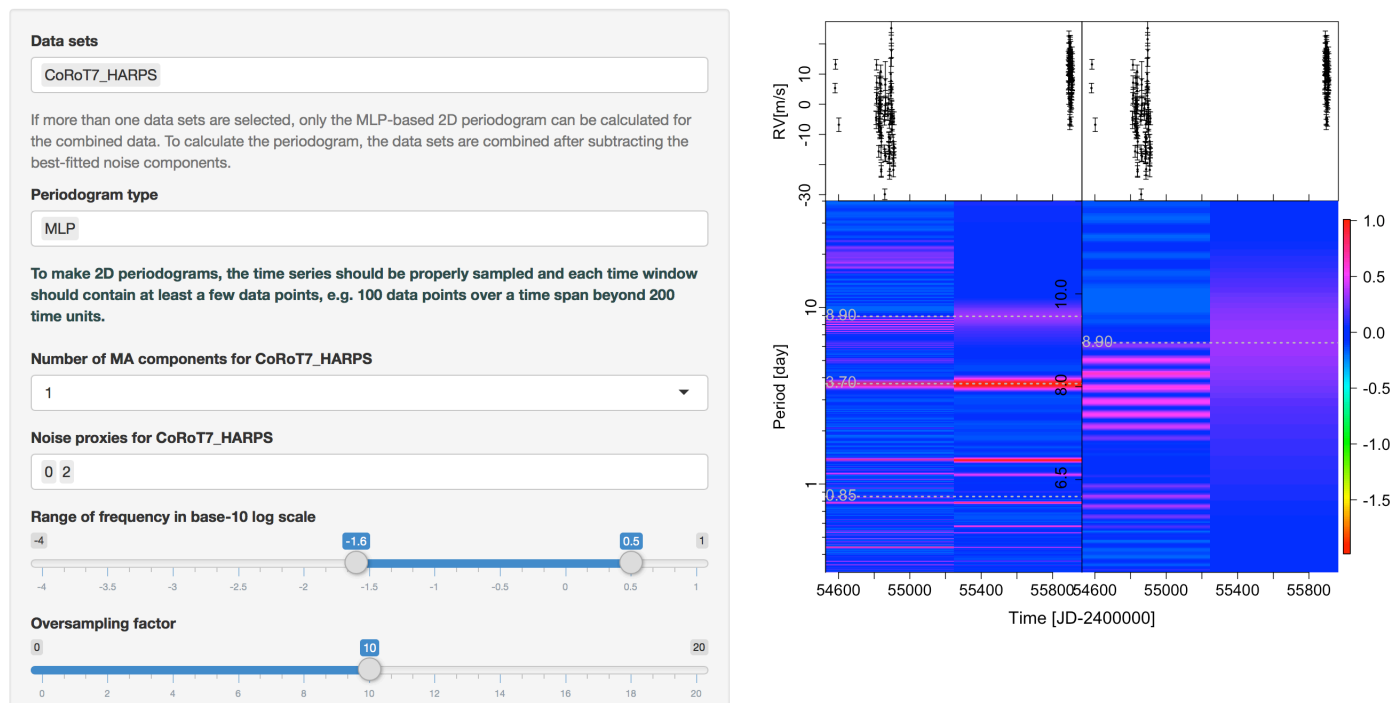 Data sets
CoRoT7_HARPS
If more than one data sets are selected, only the MLP-based 2D periodogram can be calculated for
the combined data. To calculate the periodogram, the data sets are combined after subtracting the
best-fitted noise components.
Periodogram type
MLP
To make 2D periodograms, the time series should be properly sampled and each time window
should contain at least a few data points, e.g. 100 data points over a time span beyond 200
time units.
Number of MA components for CoRoT7_HARPS
1
Noise proxies for CoRoT7_HARPS
0 2
Range of frequency in base-10 log scale
-4 -1.6 0.5 1
-4 -3.5 -3 -2.5 -2 -1.5 -1 -0.5 0 0.5 1
Oversampling factor
0 10 20
0 2 4 6 8 10 12 14 16 18 20
RV[m/s]
10
0
-10
-30
Period [day]
10
1
8.90
3.70
0.85
10.0
8.0
6.5
8.90
1.0
0.5
0.0
-0.5
-1.0
-1.5
54600 55000 55400 55800 54600 55000 55400 55800
Time [JD-2400000]